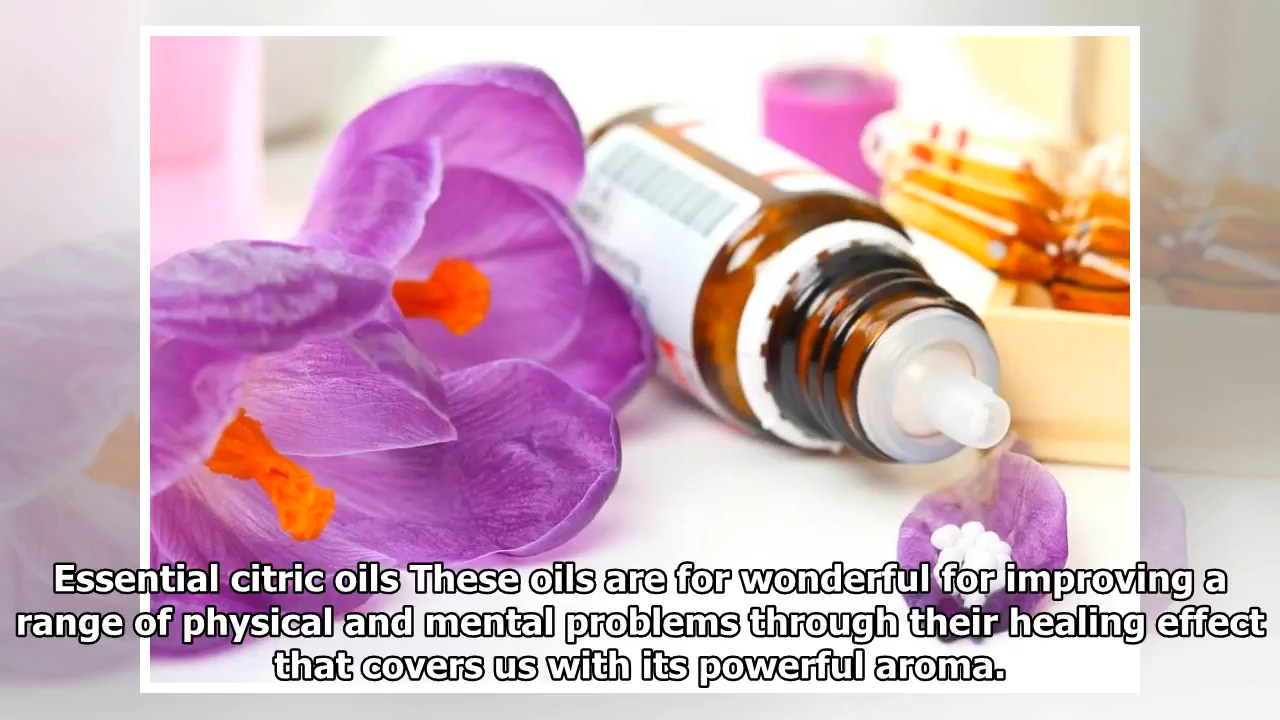 Essential citric oils These oils are for wonderful for improving a
range of physical and mental problems through their healing effect
that covers us with its powerful aroma.